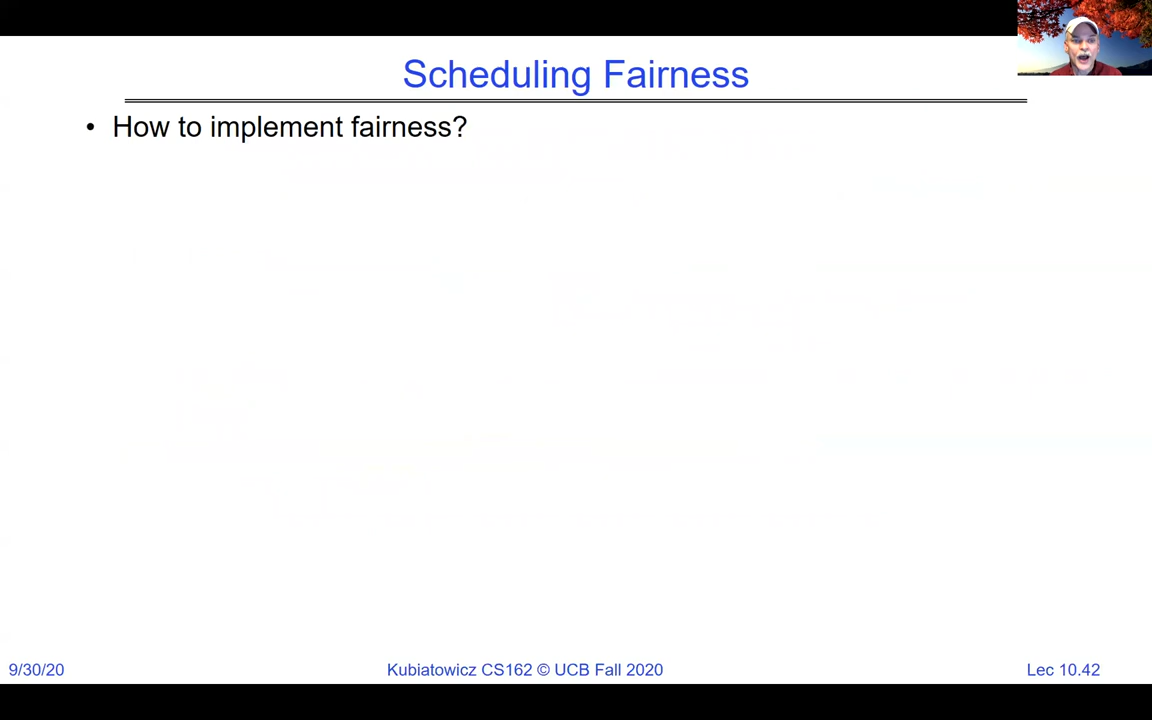 Scheduling Fairness
• How to implement fairness?
9/30/20
Kubiatowicz CS162 © UCB Fall 2020
Lec 10.42